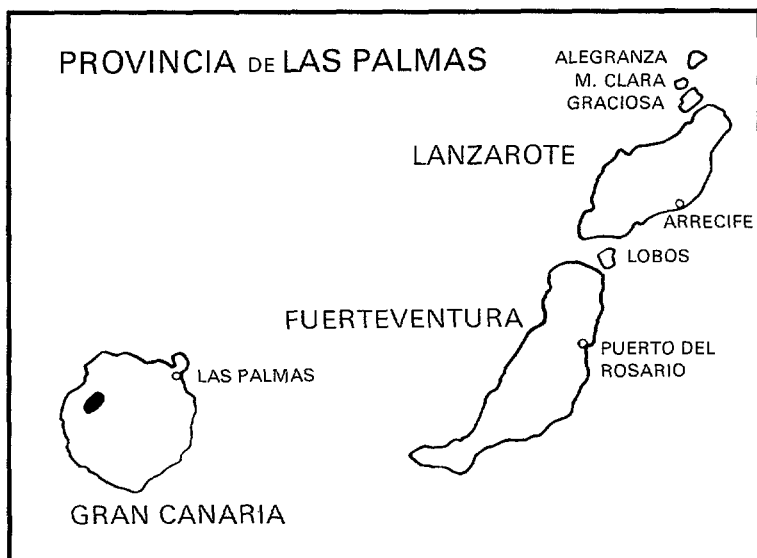 PROVINCIA DE LAS PALMAS
ALEGRANZA
M. CLARA
GRACIOSA
LANZAROTE
ARRECIFE
LOBOS
FUERTEVENTURA
PUERTO DEL
ROSARIO
LAS PALMAS
GRAN CANARIA